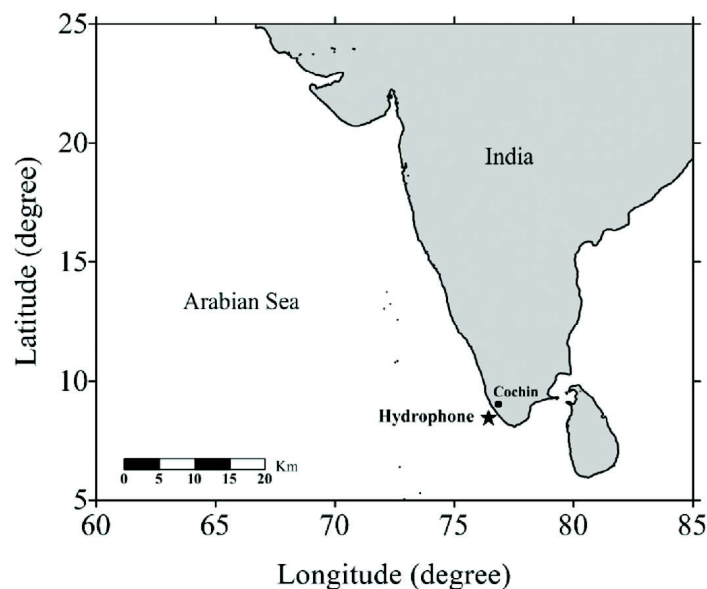 25
20
India
15
Latitude (degree)
Arabian Sea
10
Cochin
Hydrophone
Km
0 5 10 15 20
5
60 65 70 75 80 85
Longitude (degree)